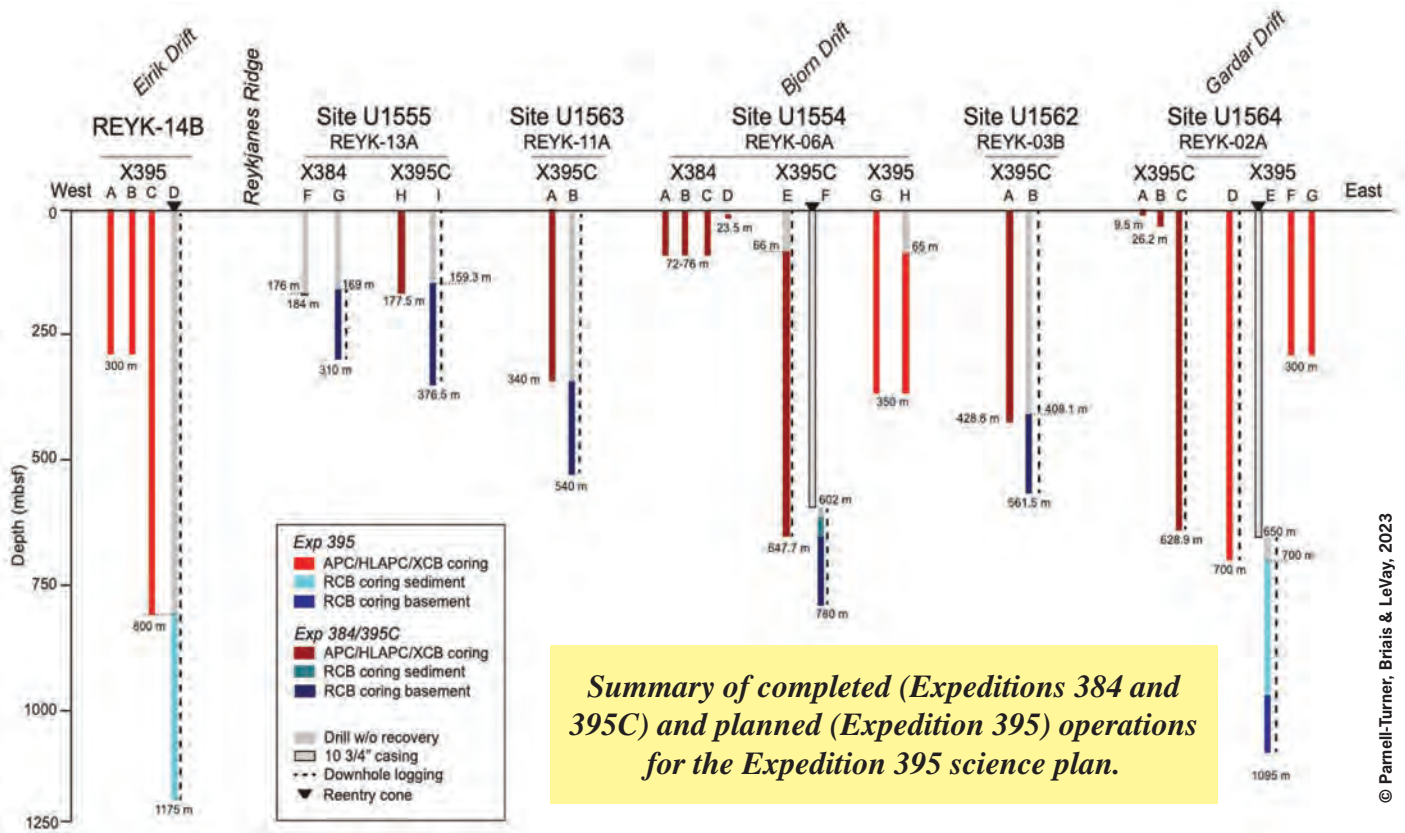 Eirik Drift
Reykjanes Ridge
Bjorn Drift
Gardar Drift
REYK-14B
Site U1555
REYK-13A
Site U1563
REYK-11A
Site U1554
REYK-06A
Site U1562
REYK-03B
Site U1564
REYK-02A
X395
X384
X395C
X395C
X384
X395C
X395
X395C
X395C
X395
West
A
B
C
D
F
G
H
I
A
B
A
B
C
D
E
F
G
H
A
B
A
B
C
D
E
F
G
East
0
250
500
750
1000
1250
Depth (mbsf)
300 m
800 m
1175 m
176 m
184 m
169 m
310 m
177.5 m
159.3 m
376.5 m
340 m
540 m
72-76 m
23.5 m
66 m
647.7 m
602 m
780 m
65 m
350 m
428.8 m
408.1 m
561.5 m
9.5 m
26.2 m
628.9 m
700 m
650 m
700 m
1095 m
300 m
Exp 395
APC/HLAPC/XCB coring
RCB coring sediment
RCB coring basement
Exp 384/395C
APC/HLAPC/XCB coring
RCB coring sediment
RCB coring basement
Drill w/o recovery
10 3/4" casing
Downhole logging
Reentry cone
Summary of completed (Expeditions 384 and
395C) and planned (Expedition 395) operations
for the Expedition 395 science plan.
© Parnell-Turner, Briais & LeVay, 2023